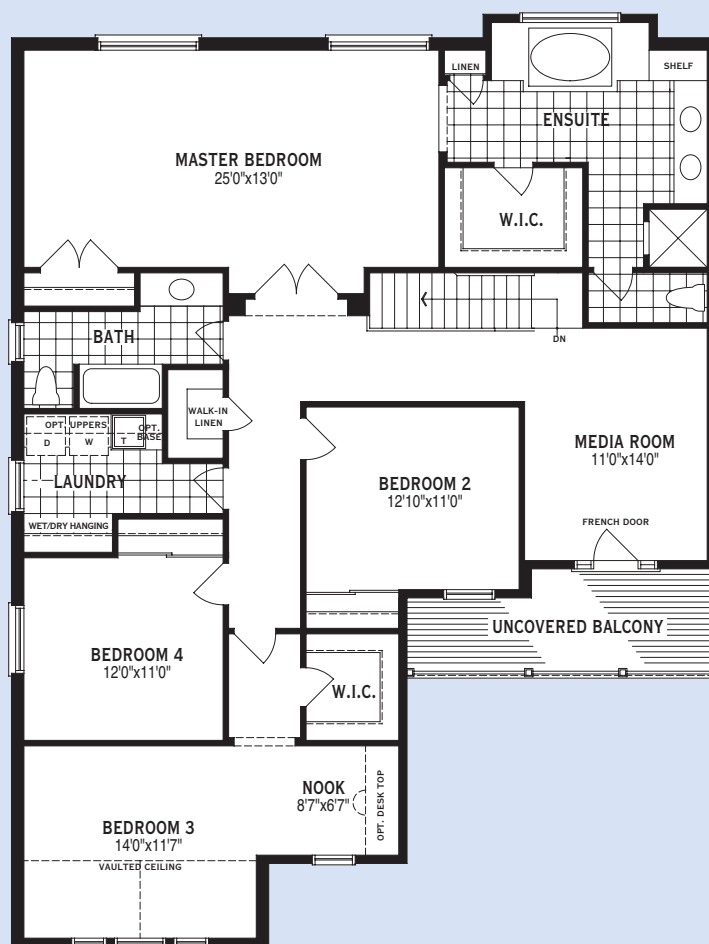 LINEN
SHELF
ENSUITE
MASTER BEDROOM
25'0"x13'0"
W.I.C.
DN
BATH
WALK-IN
LINEN
OPT. UPPERS
D W T
OPT.
BASE
LAUNDRY
WET/DRY HANGING
MEDIA ROOM
11'0"x14'0"
BEDROOM 2
12'10"x11'0"
FRENCH DOOR
UNCOVERED BALCONY
BEDROOM 4
12'0"x11'0"
W.I.C.
NOOK
8'7"x6'7"
OPT. DESK TOP
BEDROOM 3
14'0"x11'7"
VAULTED CEILING